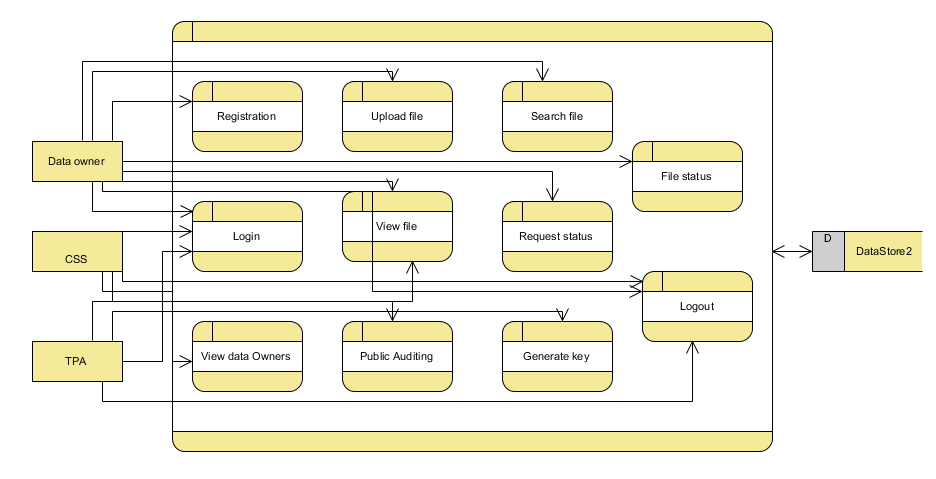 Registration
Upload file
Search file
Data owner
File status
View file
Login
Request status
CSS
D
DataStore2
Logout
TPA
View data Owners
Public Auditing
Generate key